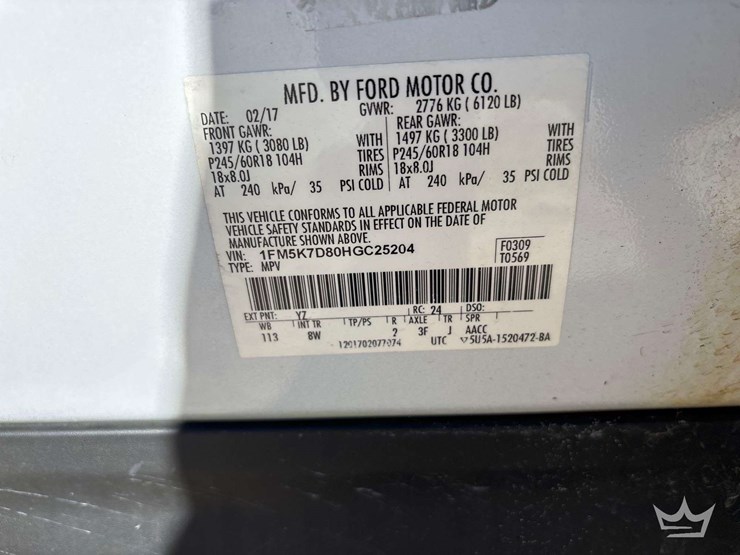 MFD. BY FORD MOTOR CO.
DATE: 02/17 GVWR: 2776 KG ( 6120 LB)
FRONT GAWR: REAR GAWR:
1397 KG ( 3080 LB) WITH 1497 KG ( 3300 LB) WITH
P245/60R18 104H TIRES P245/60R18 104H TIRES
18x8.0J RIMS 18x8.0J RIMS
AT 240 kPa/ 35 PSI COLD AT 240 kPa/ 35 PSI COLD
THIS VEHICLE CONFORMS TO ALL APPLICABLE FEDERAL MOTOR
VEHICLE SAFETY STANDARDS IN EFFECT ON THE DATE OF
MANUFACTURE SHOWN ABOVE.
VIN: 1FM5K7D80HGC25204 F0309
TYPE: MPV T0569
EXT PNT: YZ RC: 24 DSO:
WB INT TR TP/PS R AXLE TR SPR
113 8W 2 3F J AACC
UTC 5U5A-1520472-BA